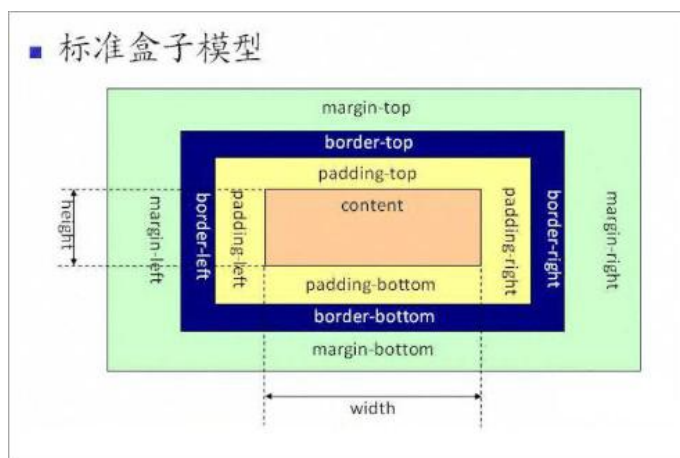 标准盒子模型
margin-top
border-top
padding-top
content
height
margin-left
border-left
padding-left
padding-right
border-right
margin-right
padding-bottom
border-bottom
margin-bottom
width